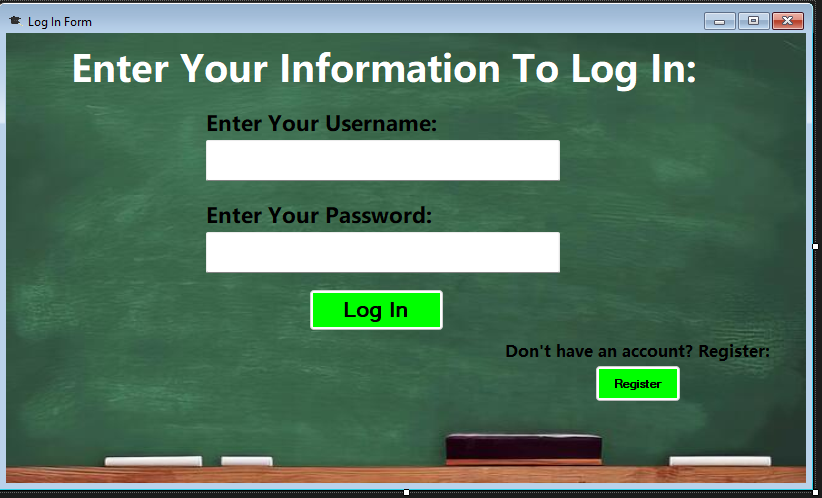 Log In Form
Enter Your Information To Log In:
Enter Your Username:
Enter Your Password:
Log In
Don't have an account? Register:
Register